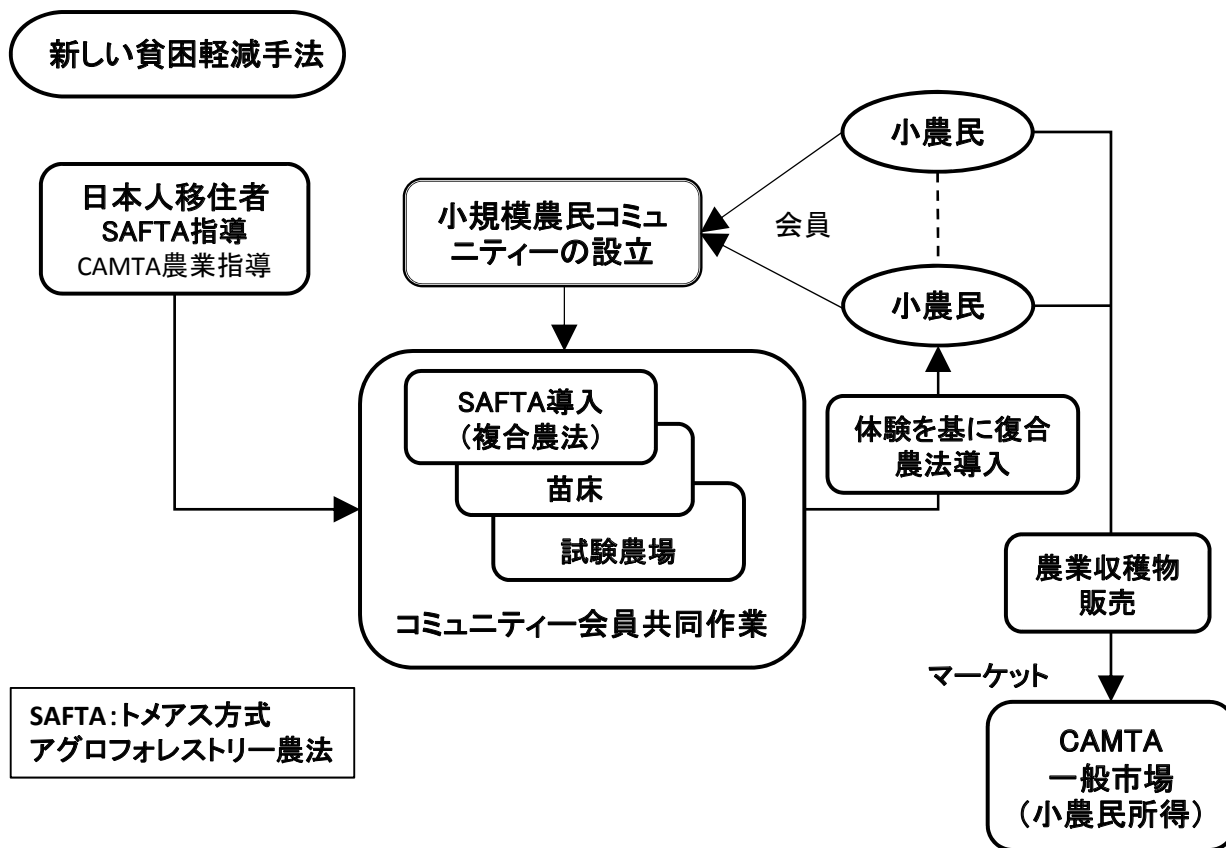 新しい貧困軽減手法
日本人移住者
SAFTA指導
CAMTA農業指導
小規模農民コミュ
ニティーの設立
小農民
会員
小農民
SAFTA導入
（複合農法）
苗床
試験農場
コミュニティー会員共同作業
体験を基に復合
農法導入
農業収穫物
販売
マーケット
CAMTA
一般市場
（小農民所得）
SAFTA：トメアス方式
アグロフォレストリー農法